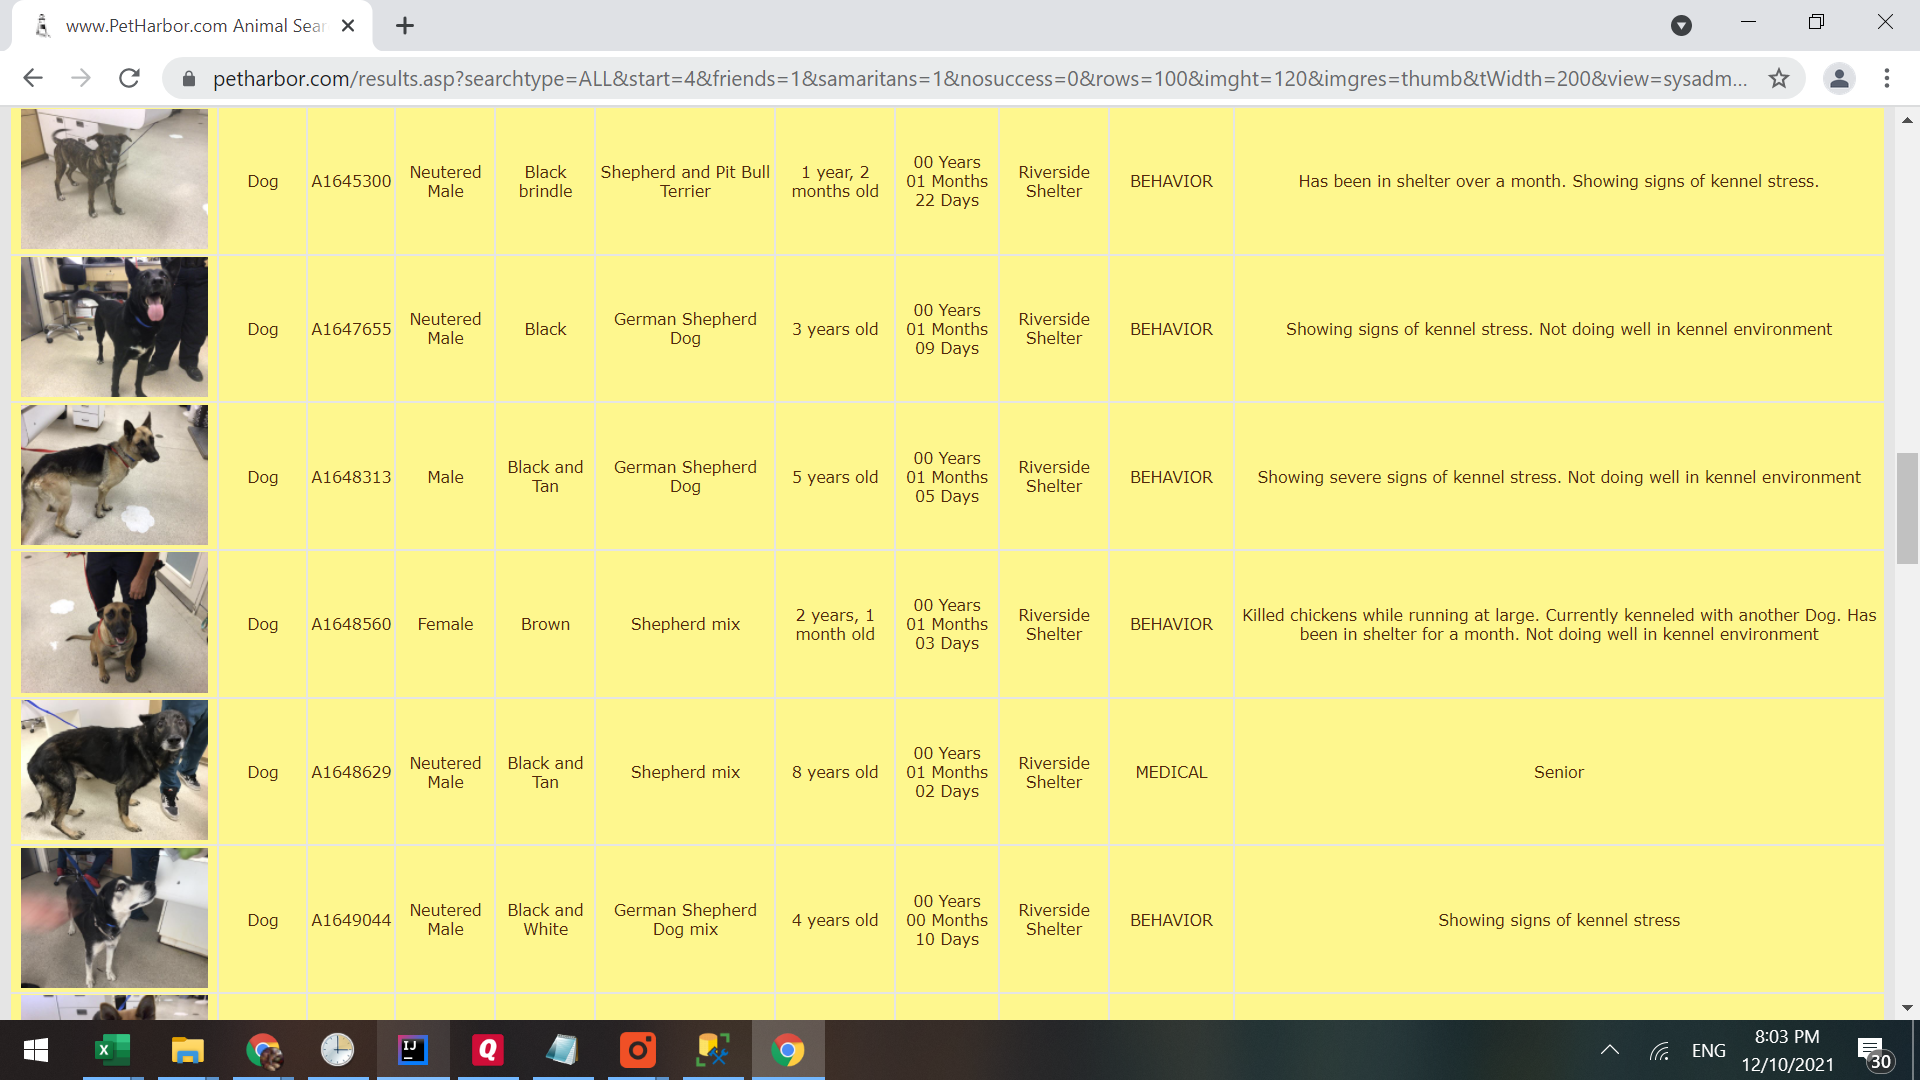 www.PetHarbor.com Animal Sear
petharbor.com/results.asp?searchtype=ALL&start=4&friends=1&samaritans=1&nosuccess=0&rows=100&imght=120&imgres=thumb&tWidth=200&view=sysadm...
Dog
A1645300
Neutered
Male
Black
brindle
Shepherd and Pit Bull
Terrier
1 year, 2
months old
00 Years
01 Months
22 Days
Riverside
Shelter
BEHAVIOR
Has been in shelter over a month. Showing signs of kennel stress.
Dog
A1647655
Neutered
Male
Black
German Shepherd
Dog
3 years old
00 Years
01 Months
09 Days
Riverside
Shelter
BEHAVIOR
Showing signs of kennel stress. Not doing well in kennel environment
Dog
A1648313
Male
Black and
Tan
German Shepherd
Dog
5 years old
00 Years
01 Months
05 Days
Riverside
Shelter
BEHAVIOR
Showing severe signs of kennel stress. Not doing well in kennel environment
Dog
A1648560
Female
Brown
Shepherd mix
2 years, 1
month old
00 Years
01 Months
03 Days
Riverside
Shelter
BEHAVIOR
Killed chickens while running at large. Currently kenneled with another Dog. Has
been in shelter for a month. Not doing well in kennel environment
Dog
A1648629
Neutered
Male
Black and
Tan
Shepherd mix
8 years old
00 Years
01 Months
02 Days
Riverside
Shelter
MEDICAL
Senior
Dog
A1649044
Neutered
Male
Black and
White
German Shepherd
Dog mix
4 years old
00 Years
00 Months
10 Days
Riverside
Shelter
BEHAVIOR
Showing signs of kennel stress
X
IJ
Q
ENG
8:03 PM
12/10/2021
30